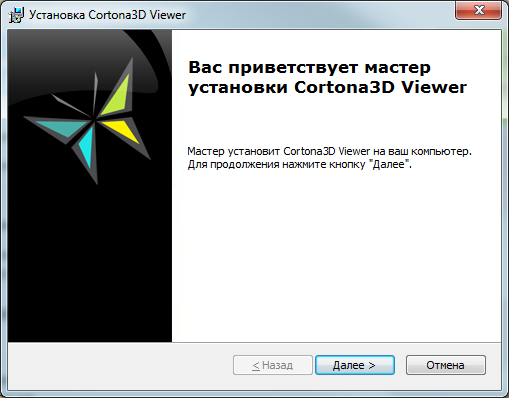 Установка Cortona3D Viewer
Вас приветствует мастер
установки Cortona3D Viewer
Мастер установит Cortona3D Viewer на ваш компьютер.
Для продолжения нажмите кнопку "Далее".
< Назад
Далее >
Отмена